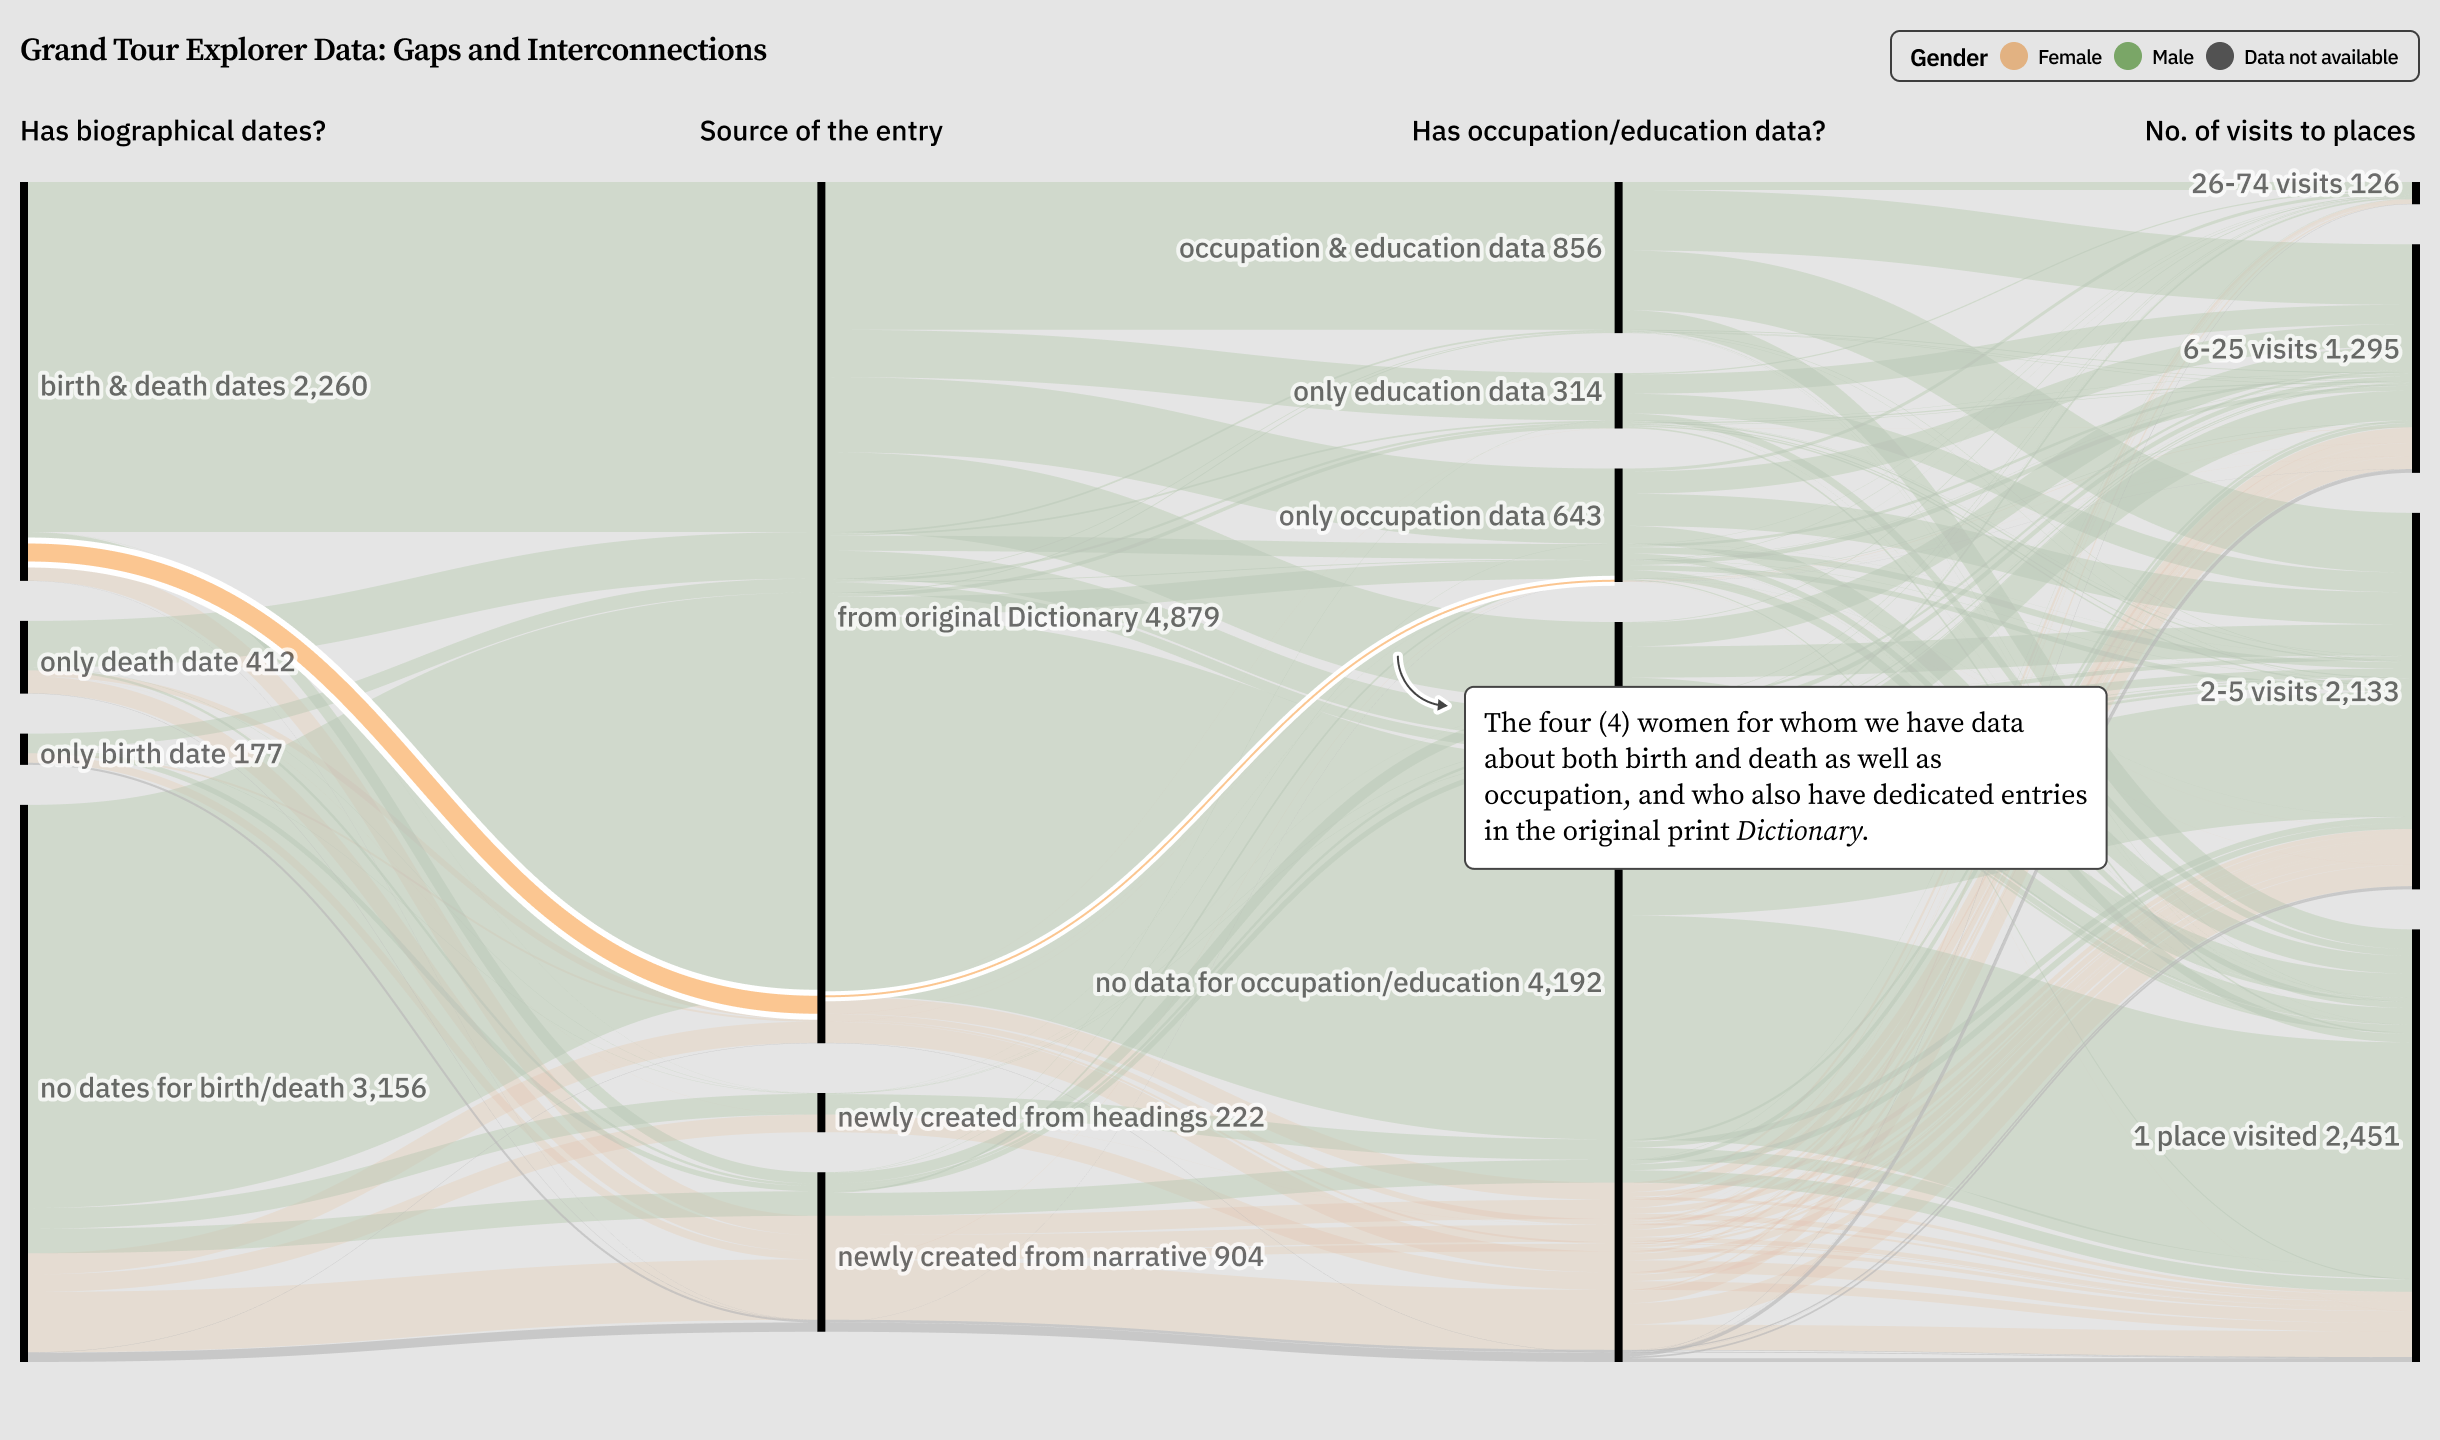 Grand Tour Explorer Data: Gaps and Interconnections
Gender Female Male Data not available
Has biographical dates?
Source of the entry
Has occupation/education data?
No. of visits to places
birth & death dates 2,260
only death date 412
only birth date 177
no dates for birth/death 3,156
from original Dictionary 4,879
newly created from headings 222
newly created from narrative 904
occupation & education data 856
only education data 314
only occupation data 643
no data for occupation/education 4,192
26-74 visits 126
6-25 visits 1,295
2-5 visits 2,133
1 place visited 2,451
The four (4) women for whom we have data
about both birth and death as well as
occupation, and who also have dedicated entries
in the original print Dictionary.